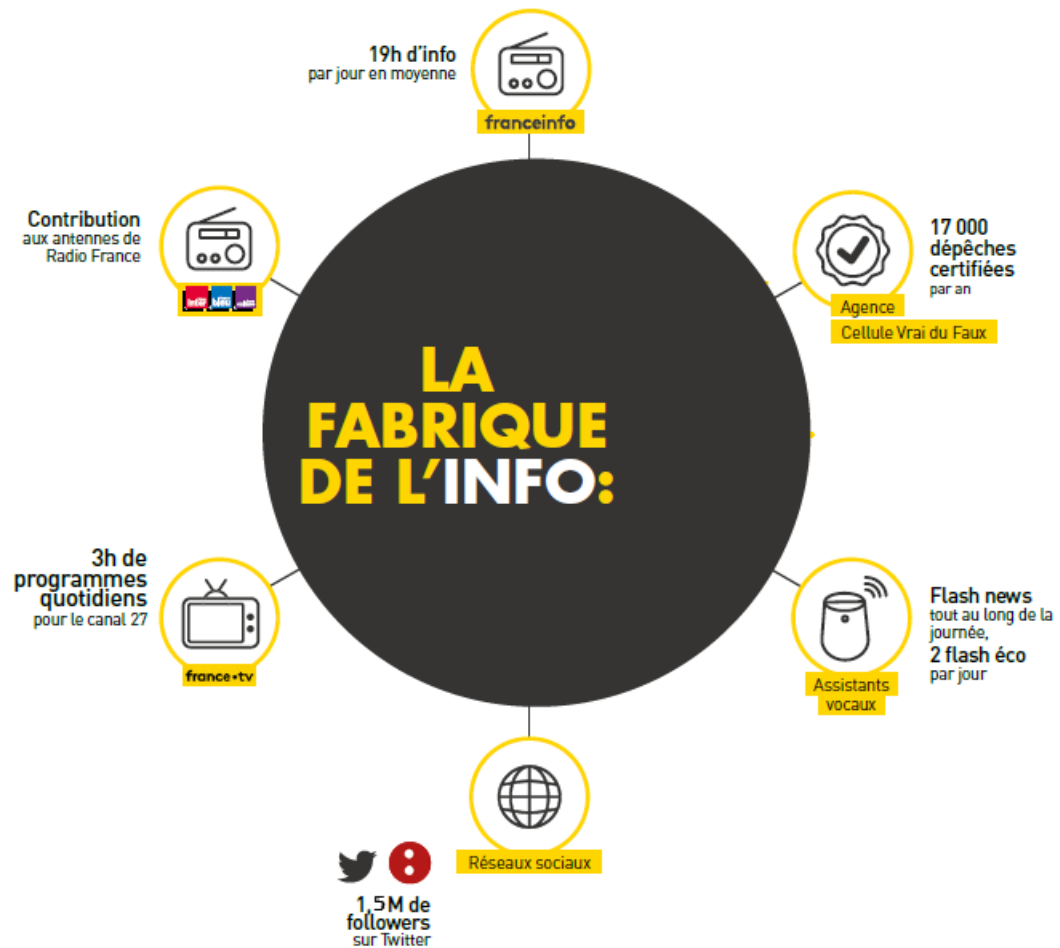 19h d'info
par jour en moyenne
franceinfo
Contribution
aux antennes de
Radio France
inter
bleu
17 000
dépêches
certifiées
par an
Agence
Cellule Vrai du Faux
LA
FABRIQUE
DE L'INFO:
3h de
programmes
quotidiens
pour le canal 27
france•tv
Flash news
tout au long de la
journée,
2 flash éco
par jour
Assistants
vocaux
Réseaux sociaux
1,5M de
followers
sur Twitter